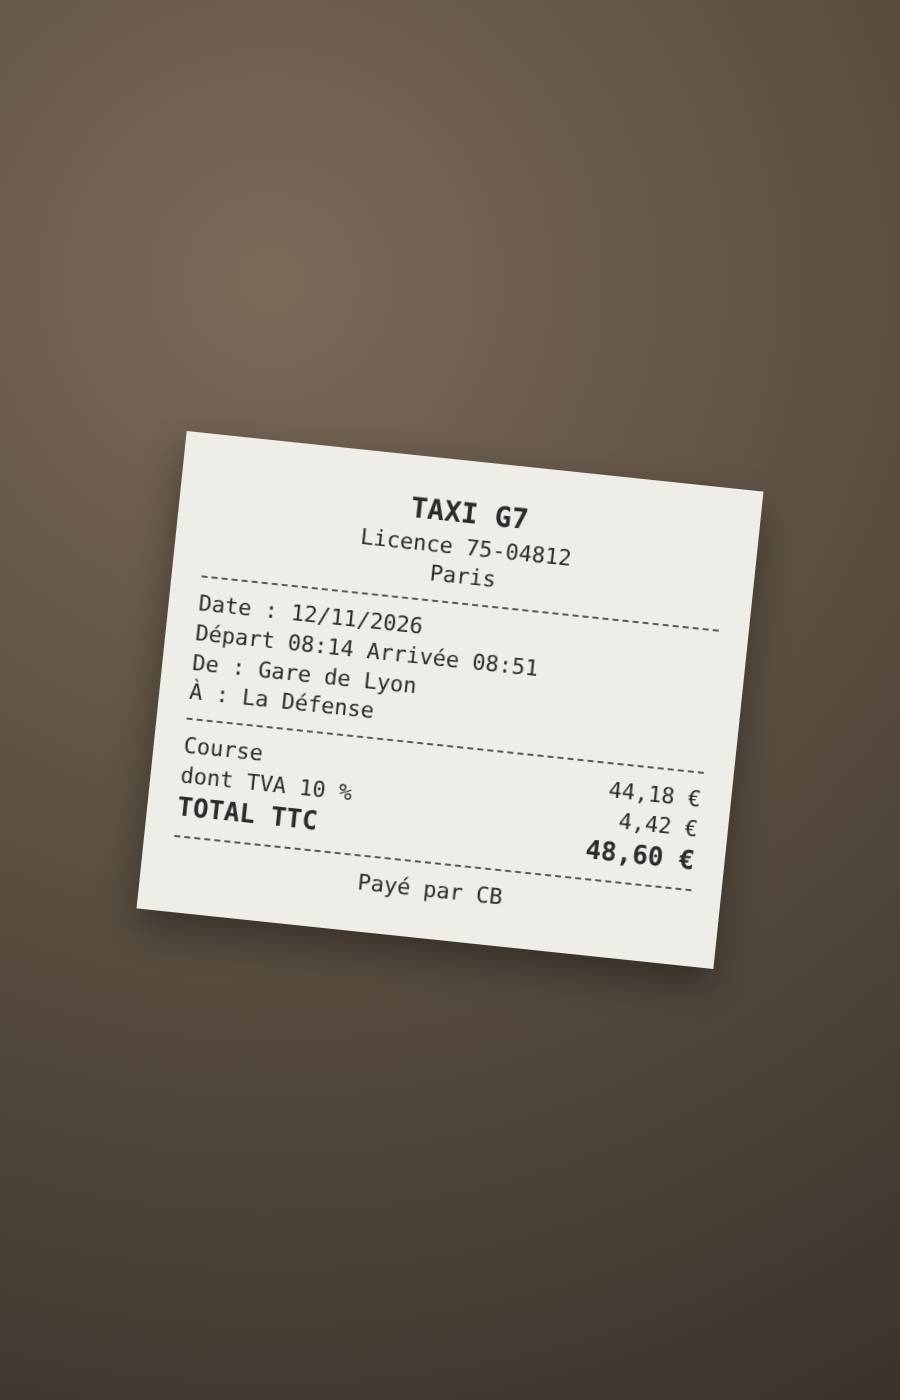 TAXI G7
Licence 75-04812
Paris
Date : 12/11/2026
Départ 08:14 Arrivée 08:51
De : Gare de Lyon
À : La Défense
Course 44,18 €
dont TVA 10 % 4,42 €
TOTAL TTC 48,60 €
Payé par CB